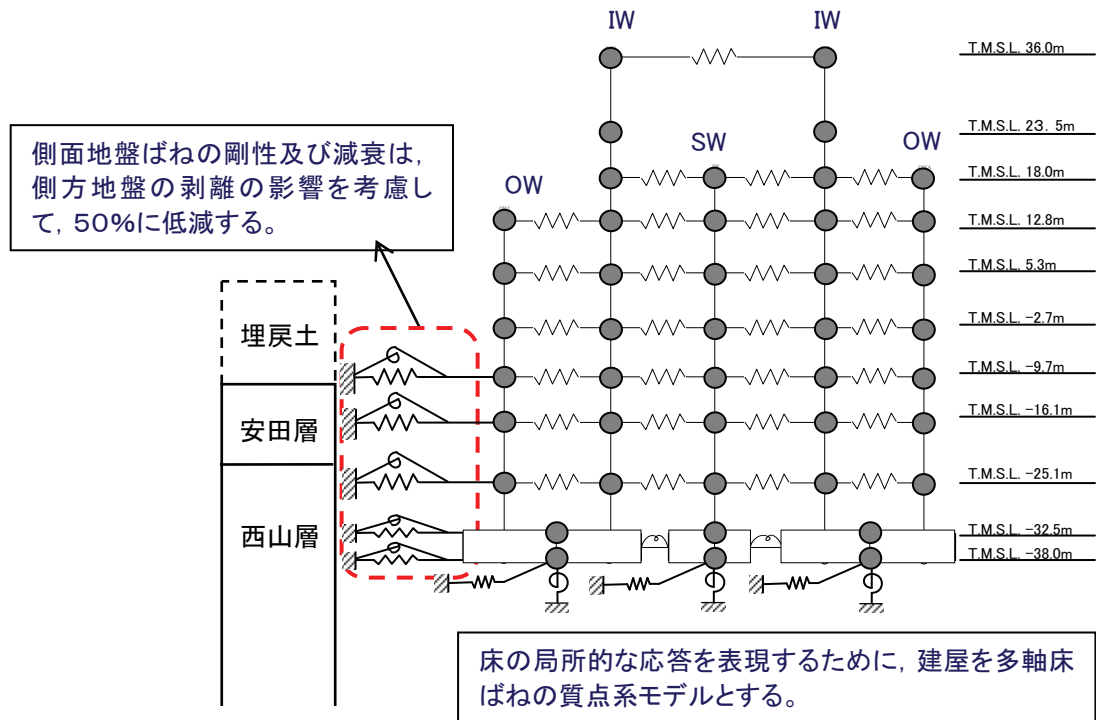 IW
IW
T.M.S.L. 36.0m
側面地盤ばねの剛性及び減衰は,
側方地盤の剥離の影響を考慮し
て, 50%に低減する。
T.M.S.L. 23. 5m
SW
OW
OW
T.M.S.L. 18.0m
T.M.S.L. 12.8m
T.M.S.L. 5.3m
埋戻土
T.M.S.L. -2.7m
T.M.S.L. -9.7m
安田層
T.M.S.L. -16.1m
T.M.S.L. -25.1m
西山層
T.M.S.L. -32.5m
T.M.S.L. -38.0m
床の局所的な応答を表現するために, 建屋を多軸床
ばねの質点系モデルとする。